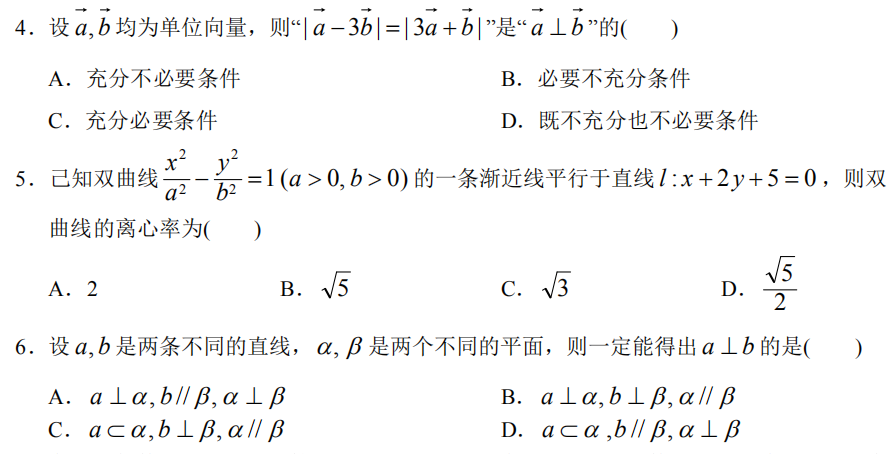 4．设 $\vec{a},\vec{b}$ 均为单位向量，则“$|\vec{a}-3\vec{b}|=|3\vec{a}+\vec{b}|$”是“$\vec{a}\perp\vec{b}$”的(　　)
A．充分不必要条件　　B．必要不充分条件
C．充分必要条件　　D．既不充分也不必要条件
5．己知双曲线 $\frac{x^2}{a^2}-\frac{y^2}{b^2}=1(a>0,b>0)$ 的一条渐近线平行于直线 $l:x+2y+5=0$，则双
曲线的离心率为(　　)
A．2　　B．$\sqrt{5}$　　C．$\sqrt{3}$　　D．$\frac{\sqrt{5}}{2}$
6．设 $a,b$ 是两条不同的直线，$\alpha,\beta$ 是两个不同的平面，则一定能得出 $a\perp b$ 的是(　　)
A．$a\perp\alpha,b//\beta,\alpha\perp\beta$　　B．$a\perp\alpha,b\perp\beta,\alpha//\beta$
C．$a\subset\alpha,b\perp\beta,\alpha//\beta$　　D．$a\subset\alpha,b//\beta,\alpha\perp\beta$